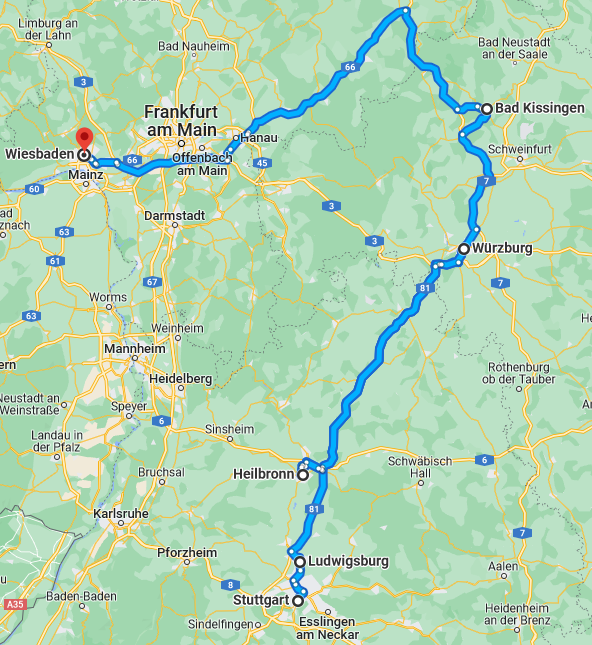 Limburg an
der Lahn
Bad Nauheim
Bad Neustadt
an der Saale
66
3
Bad Kissingen
Frankfurt
am Main
Hanau
Wiesbaden
66
Offenbach
am Main
45
Schweinfurt
Mainz
60
7
3
Darmstadt
63
3
Würzburg
61
67
81
7
Worms
63
Weinheim
Mannheim
Heidelberg
Rothenburg
ob der Tauber
Neustadt an
der Weinstraße
Speyer
6
Sinsheim
Landau in
der Pfalz
Bruchsal
Heilbronn
Schwäbisch
Hall
6
81
Karlsruhe
7
Pforzheim
Ludwigsburg
Aalen
8
A35
Baden-Baden
Stuttgart
Esslingen
am Neckar
Sindelfingen
Heidenheim
an der Brenz